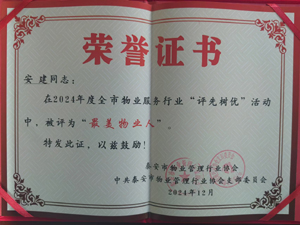 荣誉证书
安建同志：
在2024年度全市物业服务行业“评先树优”活动
中，被评为“最美物业人”。
特发此证，以兹鼓励！
泰安市物业管理行业协会
中共泰安市物业管理行业协会支部委员会
2024年12月